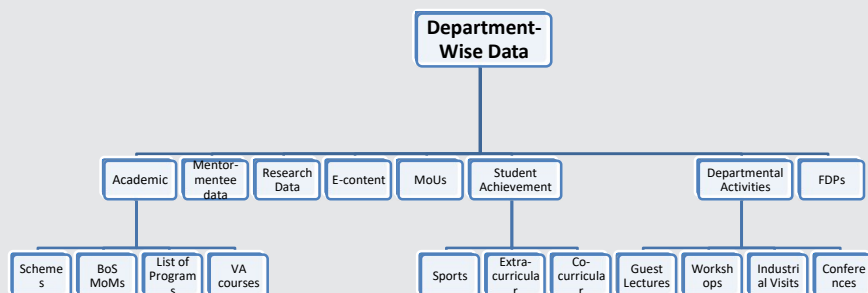 Department-
Wise Data
Academic
Mentor-
mentee
data
Research
Data
E-content
MoUs
Student
Achievement
Departmental
Activities
FDPs
Scheme
s
BoS
MoMs
List of
Program
s
VA
courses
Sports
Extra-
curricula
r
Co-
curricula
r
Guest
Lectures
Worksh
ops
Industri
al Visits
Confere
nces